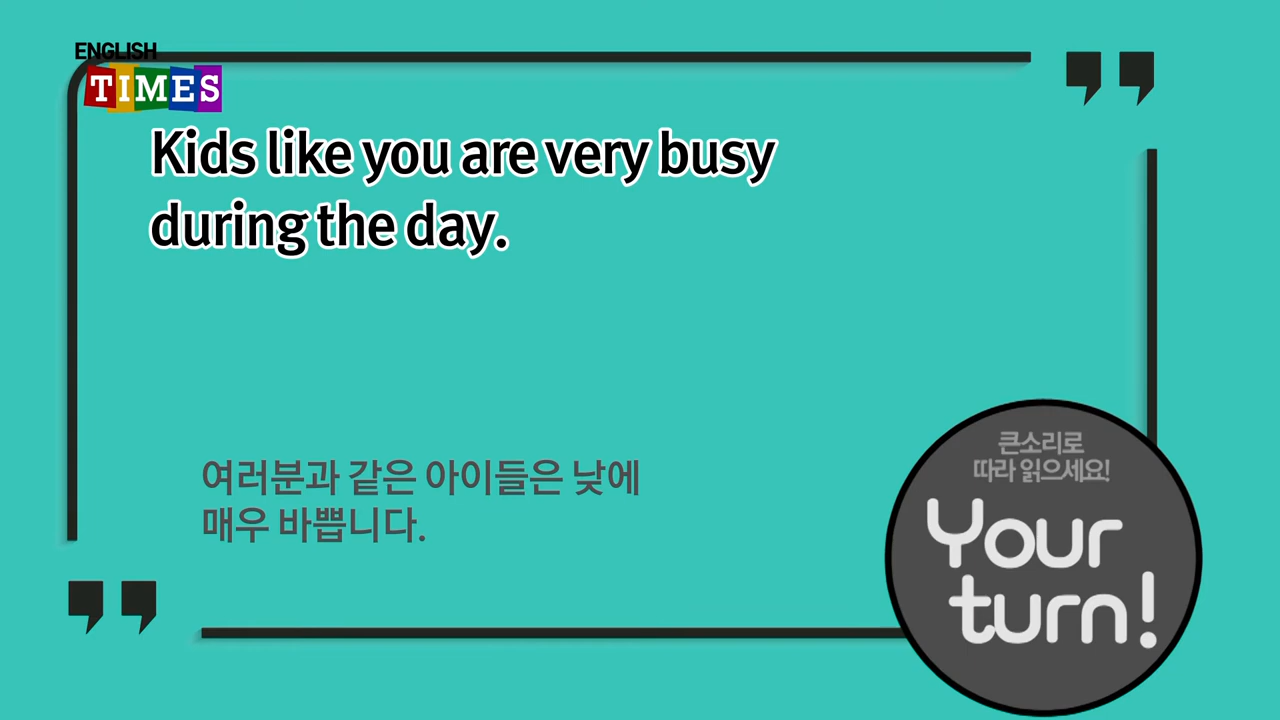 ENGLISH
TIMES
Kids like you are very busy
during the day.
여러분과 같은 아이들은 낮에
매우 바쁩니다.
큰소리로
따라 읽으세요!
Your
turn!